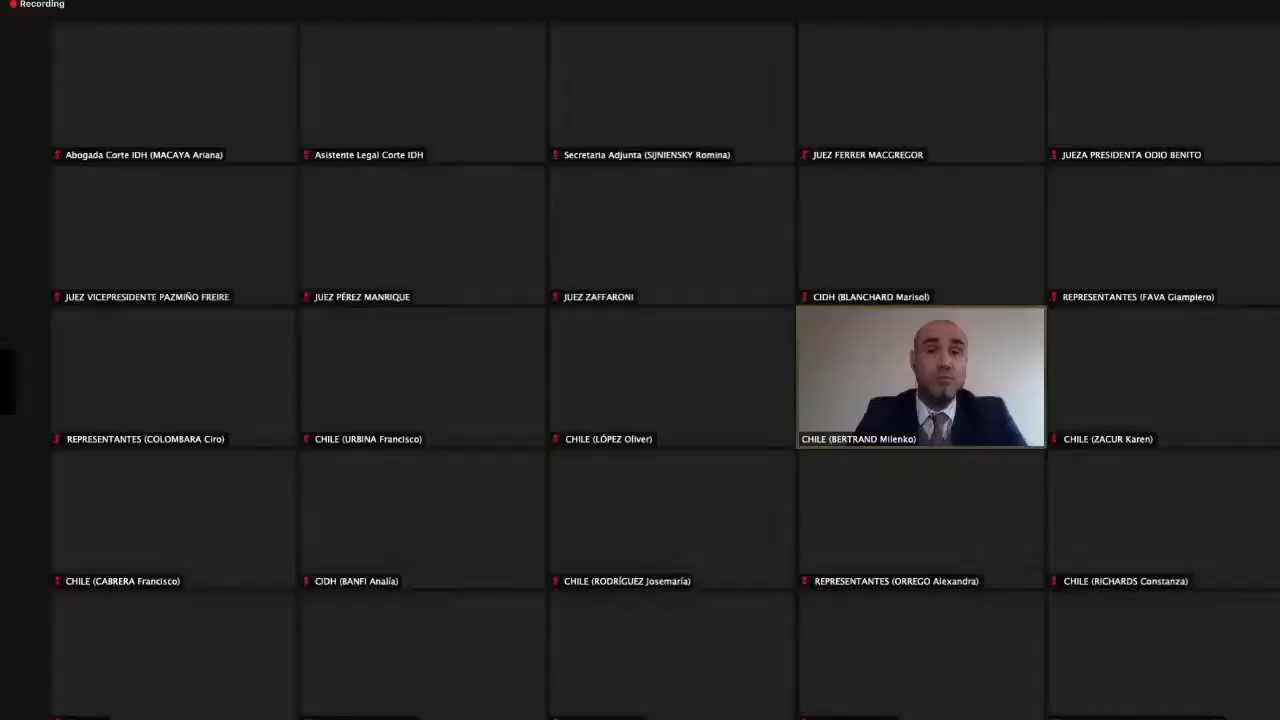 Recording
Abogada Corte IDH (MACAYA Ariana)
Asistente Legal Corte IDH
Secretaria Adjunta (SIJNIENSKY Romina)
JUEZ FERRER MACGREGOR
JUEZA PRESIDENTA ODIO BENITO
JUEZ VICEPRESIDENTE PAZMIÑO FREIRE
JUEZ PÉREZ MANRIQUE
JUEZ ZAFFARONI
CIDH (BLANCHARD Marisol)
REPRESENTANTES (FAVA Giampiero)
REPRESENTANTES (COLOMBARA Ciro)
CHILE (URBINA Francisco)
CHILE (LÓPEZ Oliver)
CHILE (BERTRAND Milenko)
CHILE (ZACUR Karen)
CHILE (CABRERA Francisco)
CIDH (BANFI Analía)
CHILE (RODRÍGUEZ Josemaría)
REPRESENTANTES (ORREGO Alexandra)
CHILE (RICHARDS Constanza)